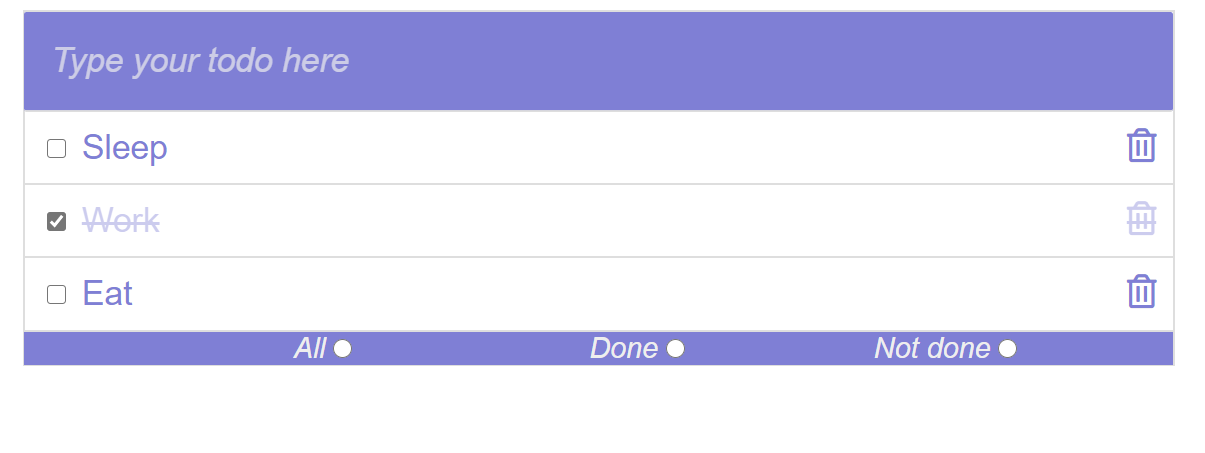 Type your todo here
Sleep
Work
Eat
All Done Not done